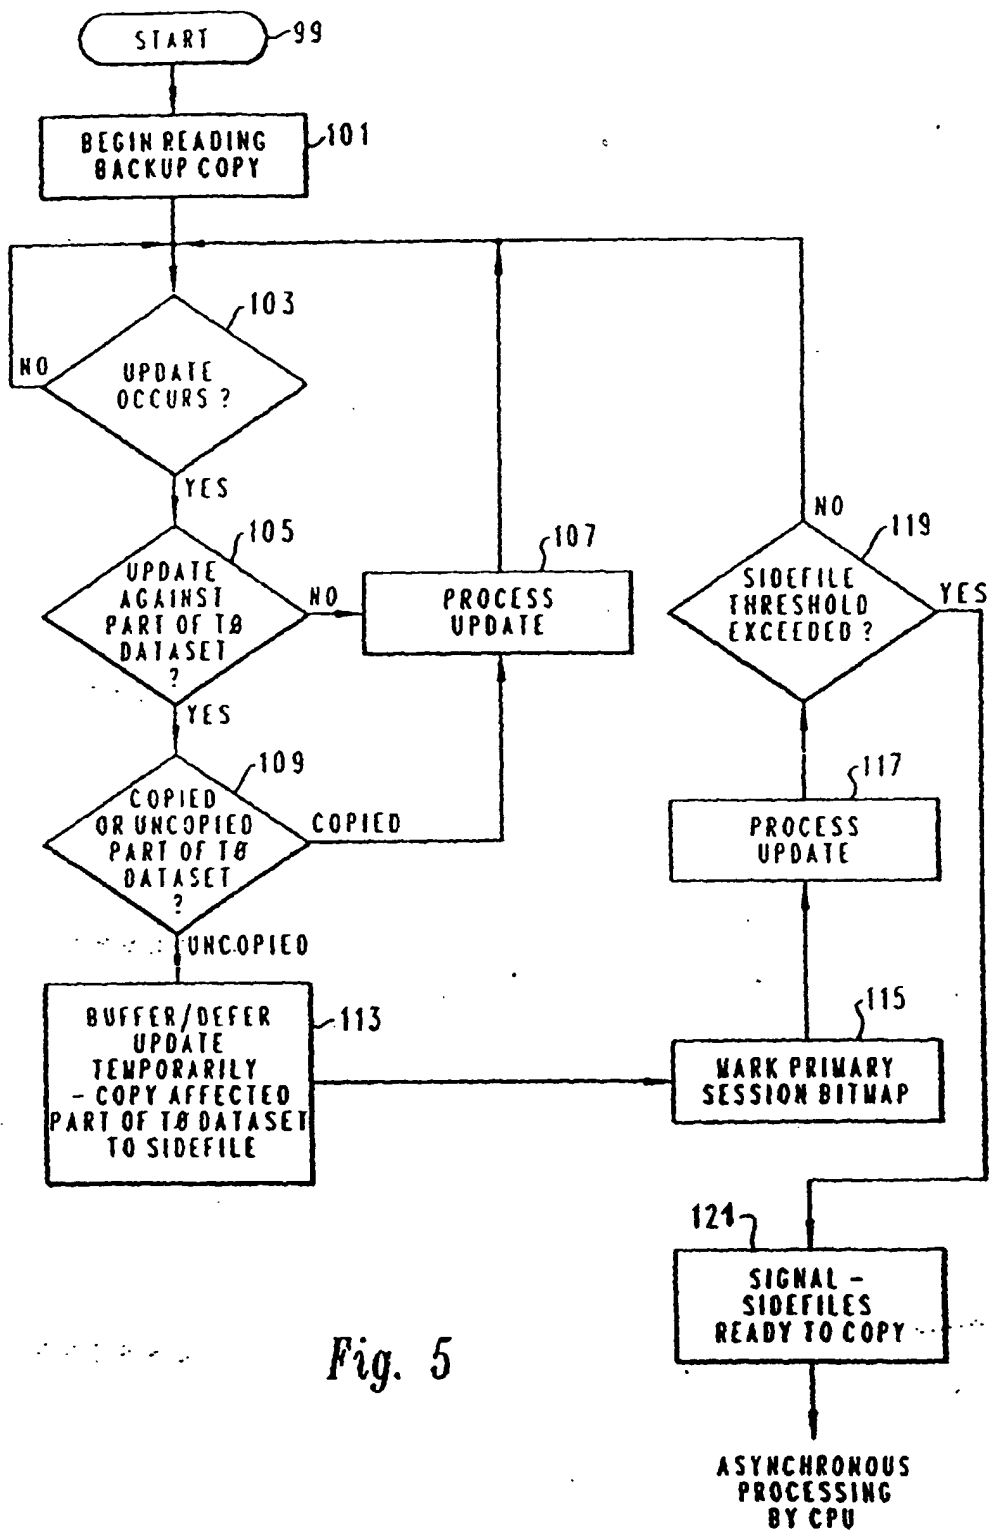 START
99
BEGIN READING
BACKUP COPY
101
103
NO
UPDATE
OCCURS ?
YES
105
UPDATE
AGAINST
PART OF TØ
DATASET
?
NO
107
PROCESS
UPDATE
YES
109
COPIED
OR UNCOPIED
PART OF TØ
DATASET
?
COPIED
UNCOPIED
113
BUFFER/DEFER
UPDATE
TEMPORARILY
- COPY AFFECTED
PART OF TØ DATASET
TO SIDEFILE
115
MARK PRIMARY
SESSION BITMAP
117
PROCESS
UPDATE
119
NO
SIDEFILE
THRESHOLD
EXCEEDED ?
YES
121
SIGNAL -
SIDEFILES
READY TO COPY
ASYNCHRONOUS
PROCESSING
BY CPU
Fig. 5